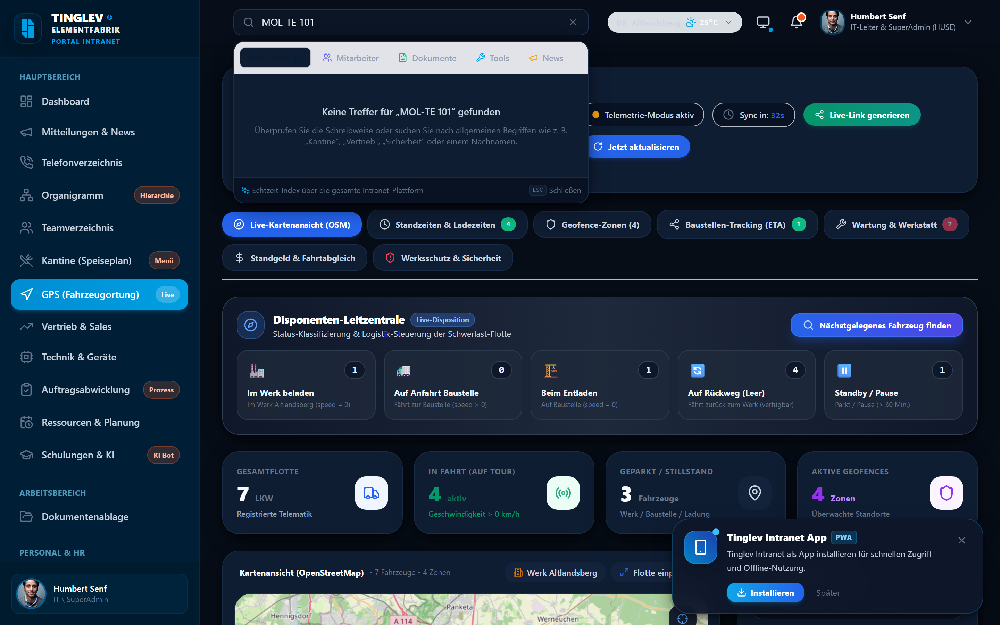 TINGLEV ®
ELEMENTFABRIK
PORTAL INTRANET
HAUPTBEREICH
Dashboard
Mitteilungen & News
Telefonverzeichnis
Organigramm
Hierarchie
Teamverzeichnis
Kantine (Speiseplan)
Menü
GPS (Fahrzeugortung)
Live
Vertrieb & Sales
Technik & Geräte
Auftragsabwicklung
Prozess
Ressourcen & Planung
Schulungen & KI
KI Bot
ARBEITSBEREICH
Dokumentenablage
PERSONAL & HR
Humbert Senf
IT \ SuperAdmin
MOL-TE 101
DE Altlandsberg 25°C
Humbert Senf
IT-Leiter & SuperAdmin (HUSE)
Alle Treffer (0)
Mitarbeiter
Dokumente
Tools
News
Keine Treffer für „MOL-TE 101“ gefunden
Überprüfen Sie die Schreibweise oder suchen Sie nach allgemeinen Begriffen wie z. B.
„Kantine“, „Vertrieb“, „Sicherheit“ oder einem Nachnamen.
Echtzeit-Index über die gesamte Intranet-Plattform
ESC Schließen
Telemetrie-Modus aktiv
Sync in: 32s
Live-Link generieren
Jetzt aktualisieren
Live-Kartenansicht (OSM)
Standzeiten & Ladezeiten 4
Geofence-Zonen (4)
Baustellen-Tracking (ETA) 1
Wartung & Werkstatt 7
Standgeld & Fahrtabgleich
Werksschutz & Sicherheit
Disponenten-Leitzentrale
Live-Disposition
Status-Klassifizierung & Logistik-Steuerung der Schwerlast-Flotte
Nächstgelegenes Fahrzeug finden
1
Im Werk beladen
Im Werk Altlandsberg (speed = 0)
0
Auf Anfahrt Baustelle
Fährt zur Baustelle (speed > 0)
1
Beim Entladen
Auf Baustelle (speed = 0)
4
Auf Rückweg (Leer)
Fährt zurück zum Werk (verfügbar)
1
Standby / Pause
Parkt / Pause (> 30 Min.)
GESAMTFLOTTE
7 LKW
Registrierte Telematik
IN FAHRT (AUF TOUR)
4 aktiv
Geschwindigkeit > 0 km/h
GEPARKT / STILLSTAND
3 Fahrzeuge
Werk / Baustelle / Ladung
AKTIVE GEOFENCES
4 Zonen
Überwachte Standorte
Kartenansicht (OpenStreetMap)
• 7 Fahrzeuge • 4 Zonen
Werk Altlandsberg
Flotte einp
Panketal
Hennigsdorf
A 114
Werneuchen
Tinglev Intranet App
PWA
Tinglev Intranet als App installieren für schnellen Zugriff
und Offline-Nutzung.
Installieren
Später